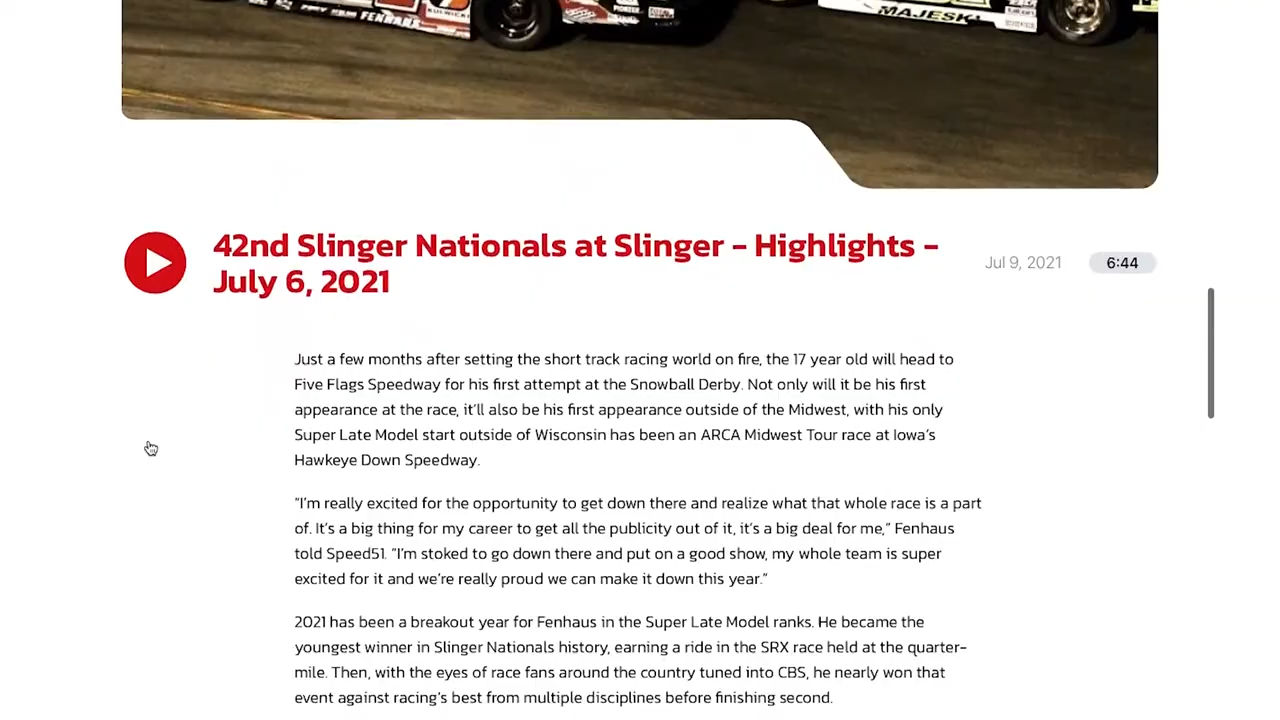 FENHAUS
MAJESKI
42nd Slinger Nationals at Slinger - Highlights -
July 6, 2021
Jul 9, 2021
6:44
Just a few months after setting the short track racing world on fire, the 17 year old will head to
Five Flags Speedway for his first attempt at the Snowball Derby. Not only will it be his first
appearance at the race, it'll also be his first appearance outside of the Midwest, with his only
Super Late Model start outside of Wisconsin has been an ARCA Midwest Tour race at Iowa's
Hawkeye Down Speedway.
"I'm really excited for the opportunity to get down there and realize what that whole race is a part
of. It's a big thing for my career to get all the publicity out of it, it's a big deal for me," Fenhaus
told Speed51. "I'm stoked to go down there and put on a good show, my whole team is super
excited for it and we're really proud we can make it down this year."
2021 has been a breakout year for Fenhaus in the Super Late Model ranks. He became the
youngest winner in Slinger Nationals history, earning a ride in the SRX race held at the quarter-
mile. Then, with the eyes of race fans around the country tuned into CBS, he nearly won that
event against racing's best from multiple disciplines before finishing second.